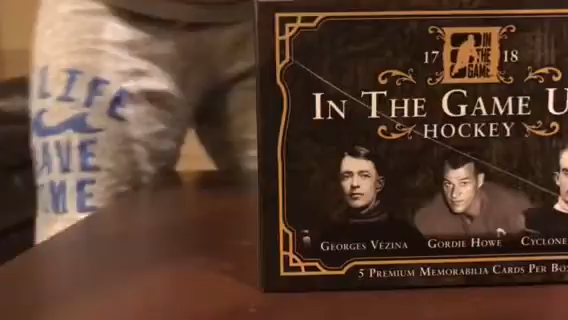 LIFE
AVE
ME
IN
THE
GAME
17 18
IN THE GAME U
HOCKEY
GEORGES VÉZINA GORDIE HOWE CYCLONE
5 PREMIUM MEMORABILIA CARDS PER BO